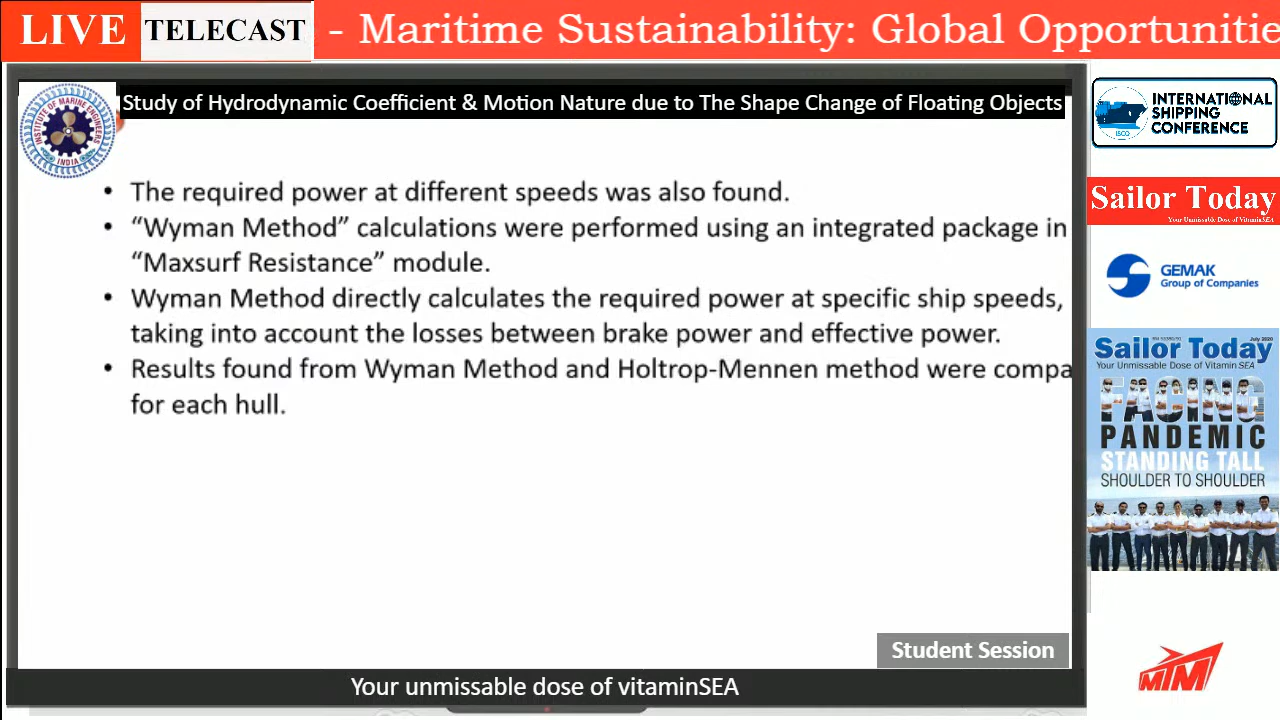 LIVE TELECAST - Maritime Sustainability: Global Opportunitie
Study of Hydrodynamic Coefficient & Motion Nature due to The Shape Change of Floating Objects
INSTITUTE OF MARINE ENGINEERS
INDIA
• The required power at different speeds was also found.
• “Wyman Method” calculations were performed using an integrated package in
“Maxsurf Resistance” module.
• Wyman Method directly calculates the required power at specific ship speeds,
taking into account the losses between brake power and effective power.
• Results found from Wyman Method and Holtrop-Mennen method were compa
for each hull.
Student Session
Your unmissable dose of vitaminSEA
INTERNATIONAL
SHIPPING
CONFERENCE
Sailor Today
Your Unmissable Dose of VitaminSEA
GEMAK
Group of Companies
July 2020
Sailor Today
Your Unmissable Dose of Vitamin SEA
FACING
PANDEMIC
STANDING TALL
SHOULDER TO SHOULDER
MTM